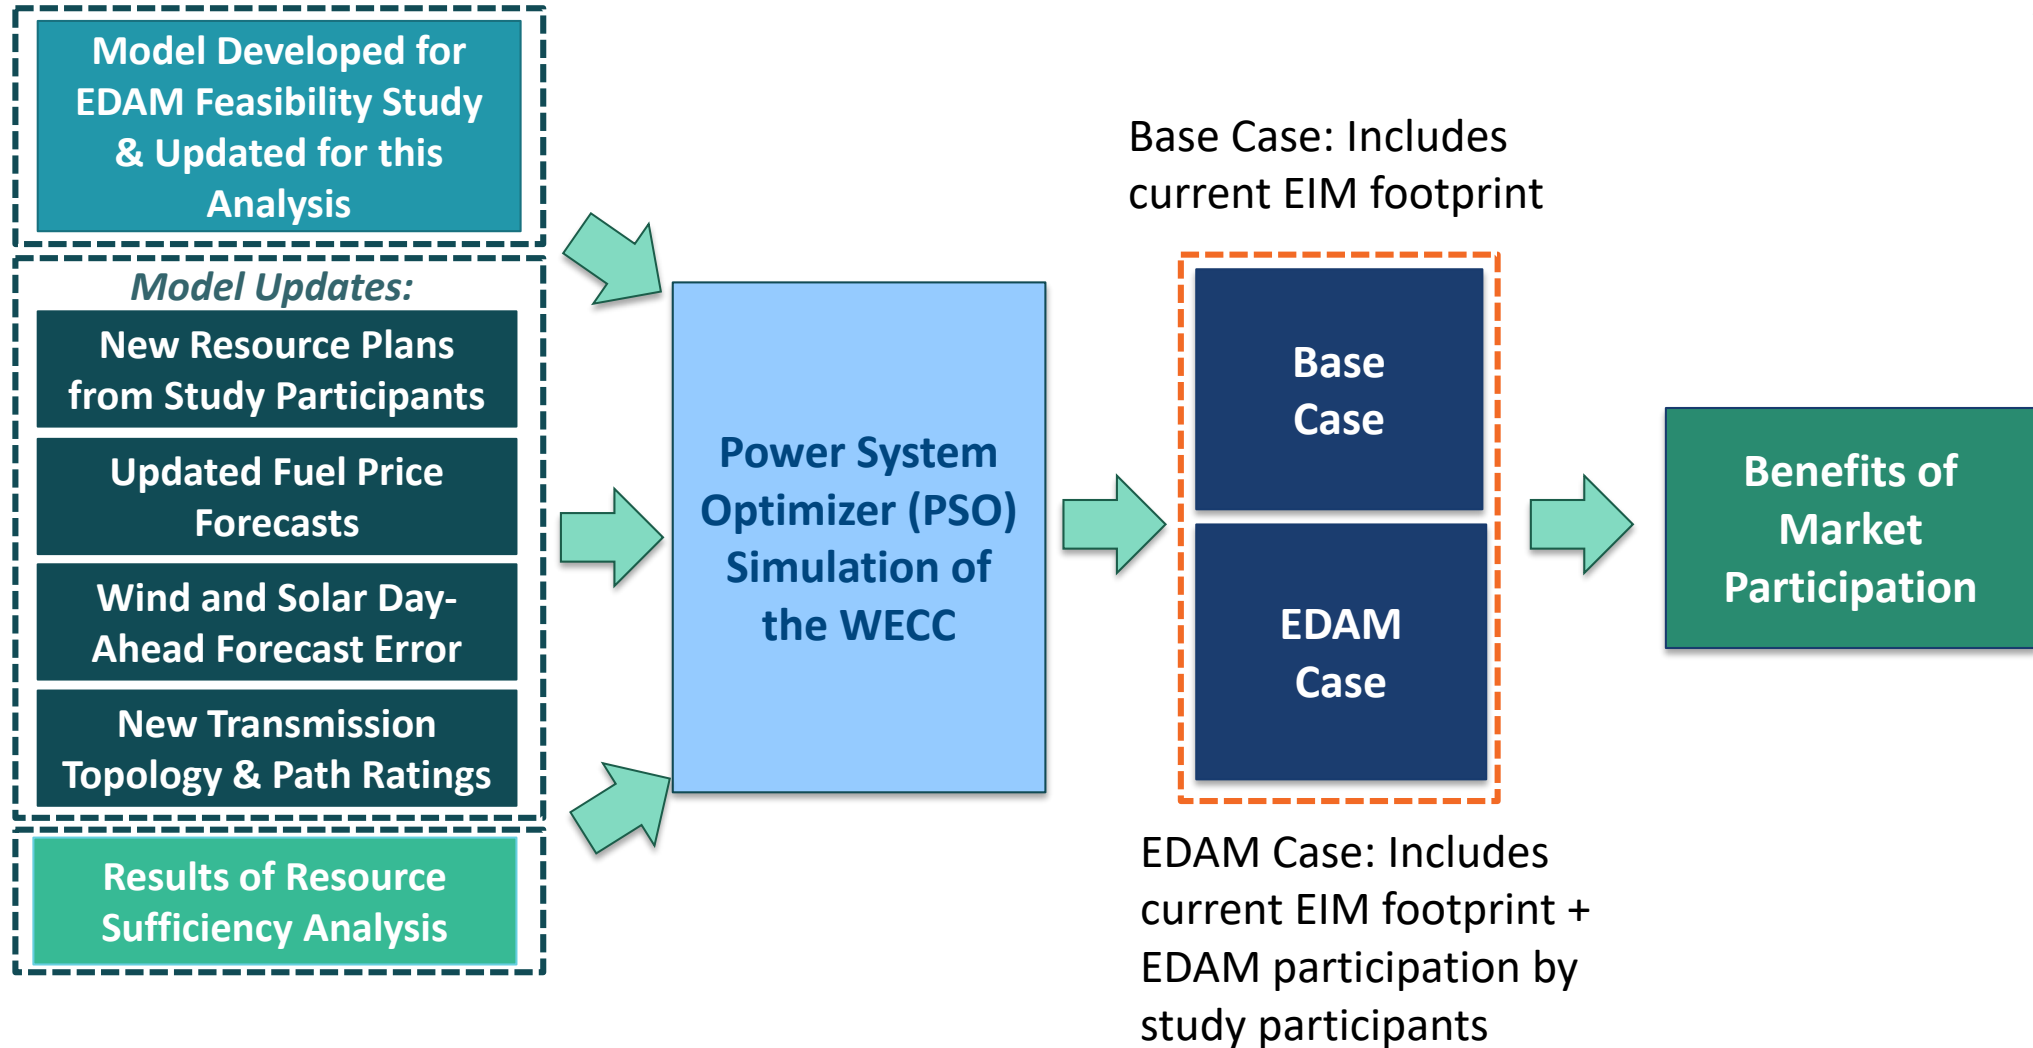 Model Developed for
EDAM Feasibility Study
& Updated for this
Analysis
Model Updates:
New Resource Plans
from Study Participants
Updated Fuel Price
Forecasts
Wind and Solar Day-
Ahead Forecast Error
New Transmission
Topology & Path Ratings
Results of Resource
Sufficiency Analysis
Power System
Optimizer (PSO)
Simulation of
the WECC
Base Case: Includes
current EIM footprint
Base
Case
EDAM
Case
EDAM Case: Includes
current EIM footprint +
EDAM participation by
study participants
Benefits of
Market
Participation